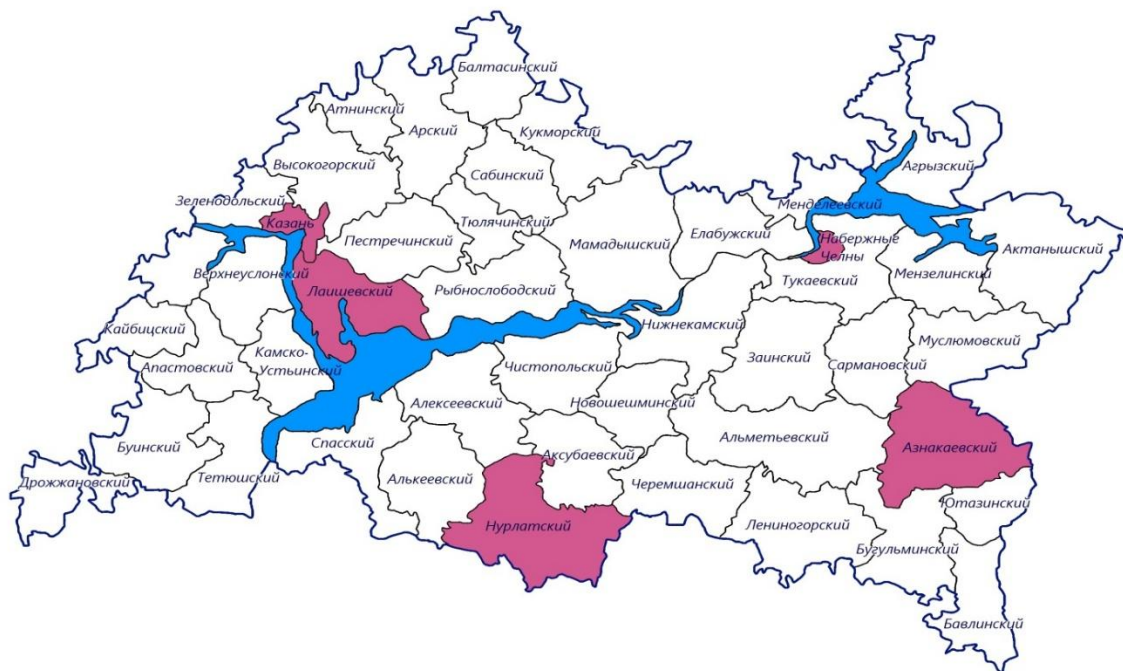 Балтасинский
Атнинский
Арский
Кукморский
Высокогорский
Сабинский
Агрызский
Зеленодольский
Менделеевский
Казань
Тюлячинский
Елабужский
Набережные
Челны
Пестречинский
Мамадышский
Актанышский
Верхнеуслонский
Мензелинский
Лаишевский
Рыбнослободский
Тукаевский
Кайбицский
Нижнекамский
Камско-
Устьинский
Муслюмовский
Апастовский
Чистопольский
Заинский
Сармановский
Алексеевский
Новошешминский
Буинский
Спасский
Альметьевский
Азнакаевский
Аксубаевский
Дрожжановский
Тетюшский
Алькеевский
Черемшанский
Ютазинский
Нурлатский
Лениногорский
Бугульминский
Бавлинский